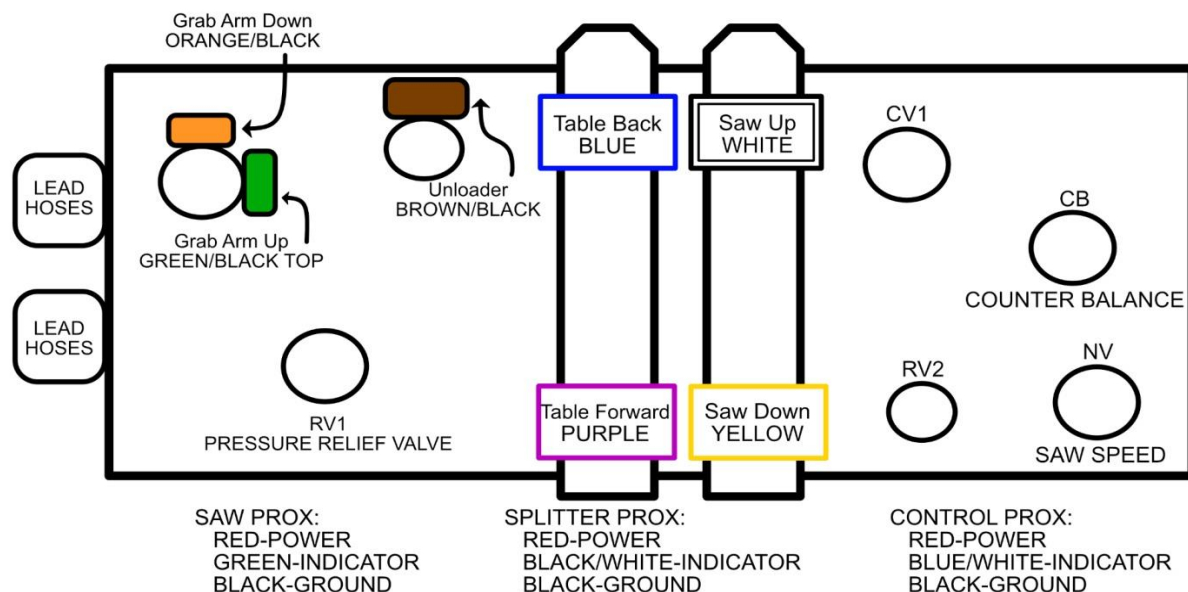 Grab Arm Down
ORANGE/BLACK
LEAD
HOSES
Grab Arm Up
GREEN/BLACK TOP
Unloader
BROWN/BLACK
Table Back
BLUE
Saw Up
WHITE
CV1
CB
COUNTER BALANCE
LEAD
HOSES
RV1
PRESSURE RELIEF VALVE
Table Forward
PURPLE
Saw Down
YELLOW
RV2
NV
SAW SPEED
SAW PROX:
RED-POWER
GREEN-INDICATOR
BLACK-GROUND
SPLITTER PROX:
RED-POWER
BLACK/WHITE-INDICATOR
BLACK-GROUND
CONTROL PROX:
RED-POWER
BLUE/WHITE-INDICATOR
BLACK-GROUND